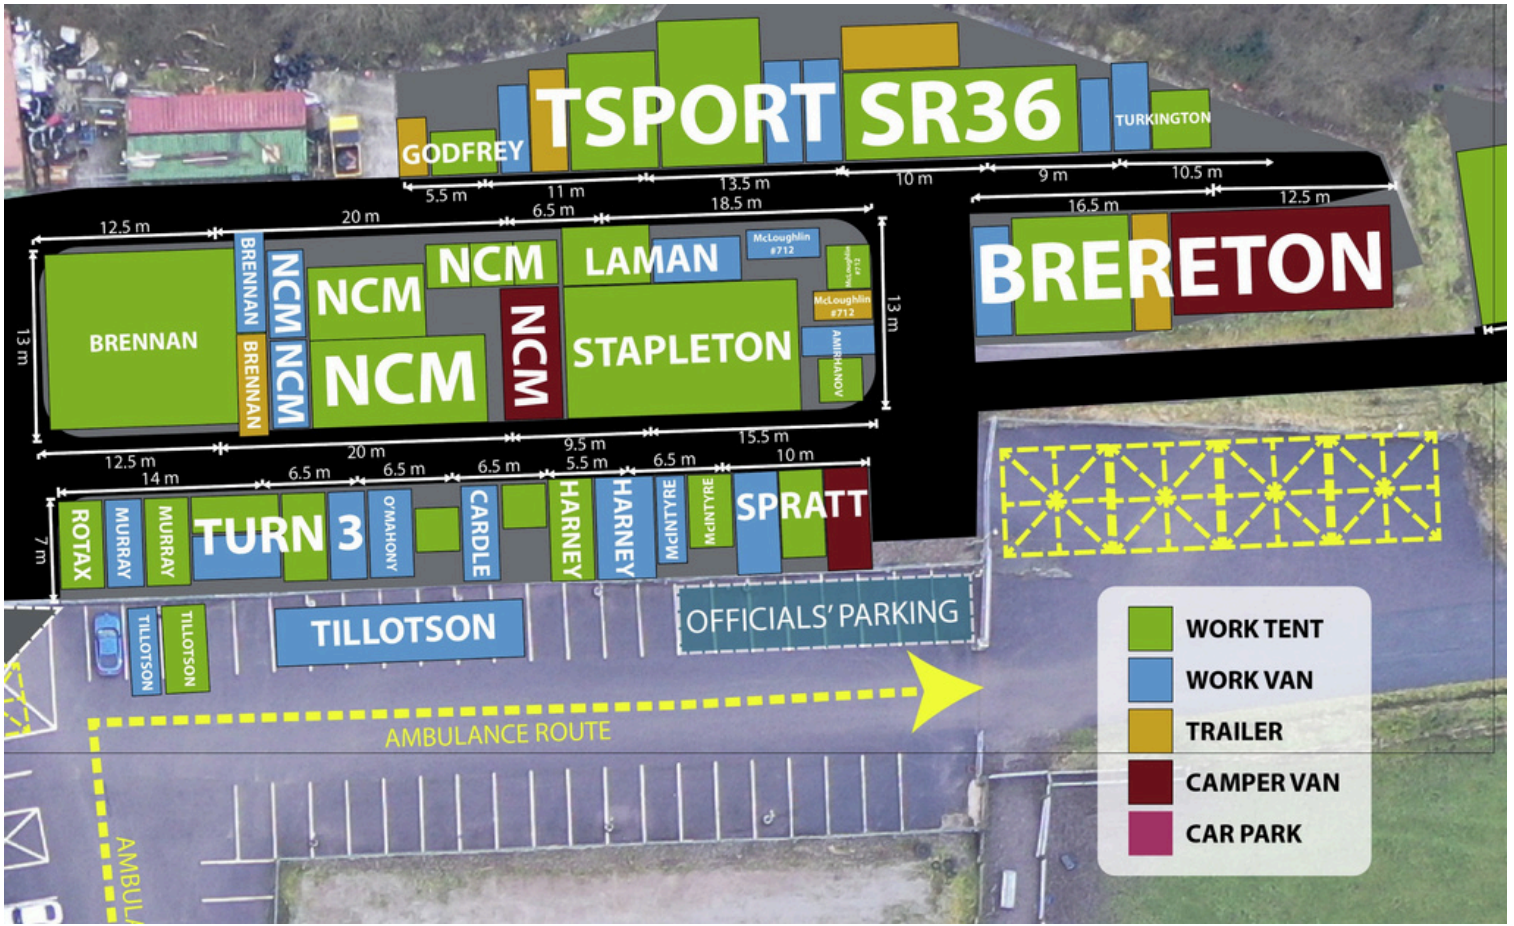 TSPORT
SR36
GODFREY
TURKINGTON
5.5 m
11 m
13.5 m
10 m
9 m
10.5 m
12.5 m
20 m
6.5 m
18.5 m
16.5 m
12.5 m
BRERETON
BRENNAN
BRENNAN
BRENNAN
NCM
NCM
NCM
NCM
NCM
NCM
LAMAN
STAPLETON
McLoughlin
#712
McLoughlin
#712
McLoughlin
#712
AMIRHANOV
13 m
13 m
12.5 m
20 m
9.5 m
15.5 m
14 m
6.5 m
6.5 m
6.5 m
5.5 m
6.5 m
10 m
7 m
ROTAX
MURRAY
MURRAY
TURN 3
O'MAHONY
CARDLE
HARNEY
HARNEY
McINTYRE
McINTYRE
SPRATT
TILLOTSON
TILLOTSON
TILLOTSON
OFFICIALS' PARKING
AMBULANCE ROUTE
AMBULA
WORK TENT
WORK VAN
TRAILER
CAMPER VAN
CAR PARK